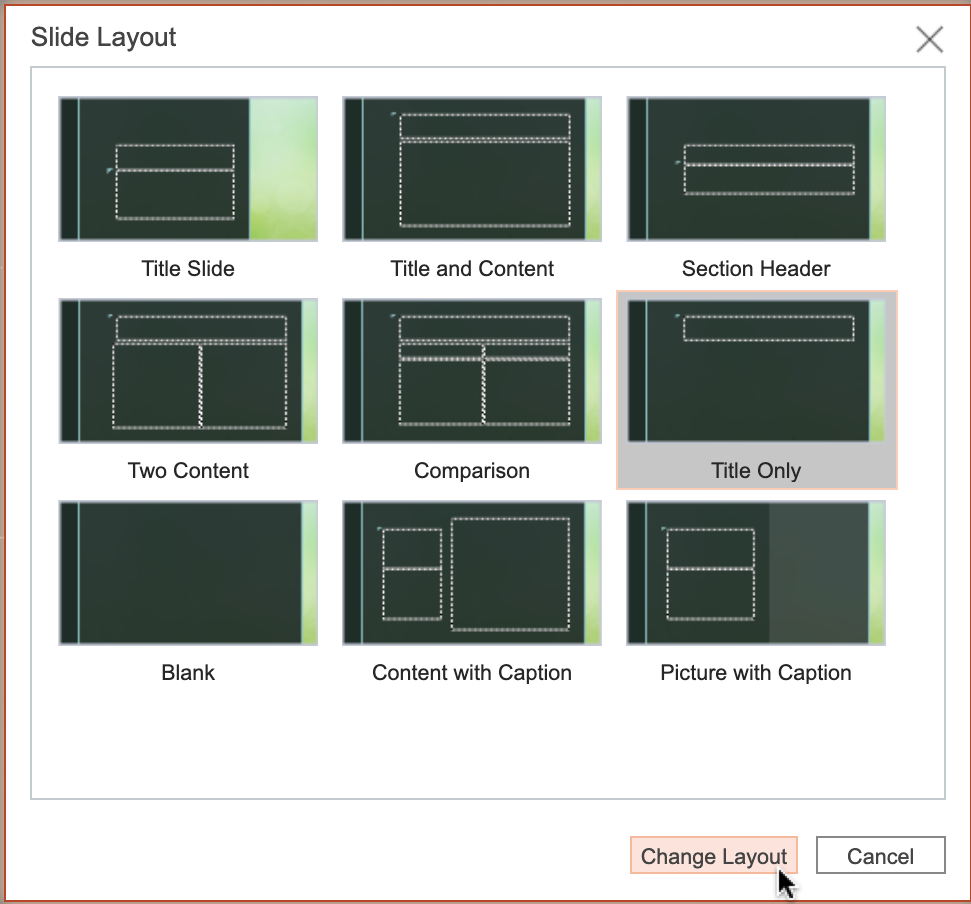 Slide Layout
Title Slide
Title and Content
Section Header
Two Content
Comparison
Title Only
Blank
Content with Caption
Picture with Caption
Change Layout
Cancel